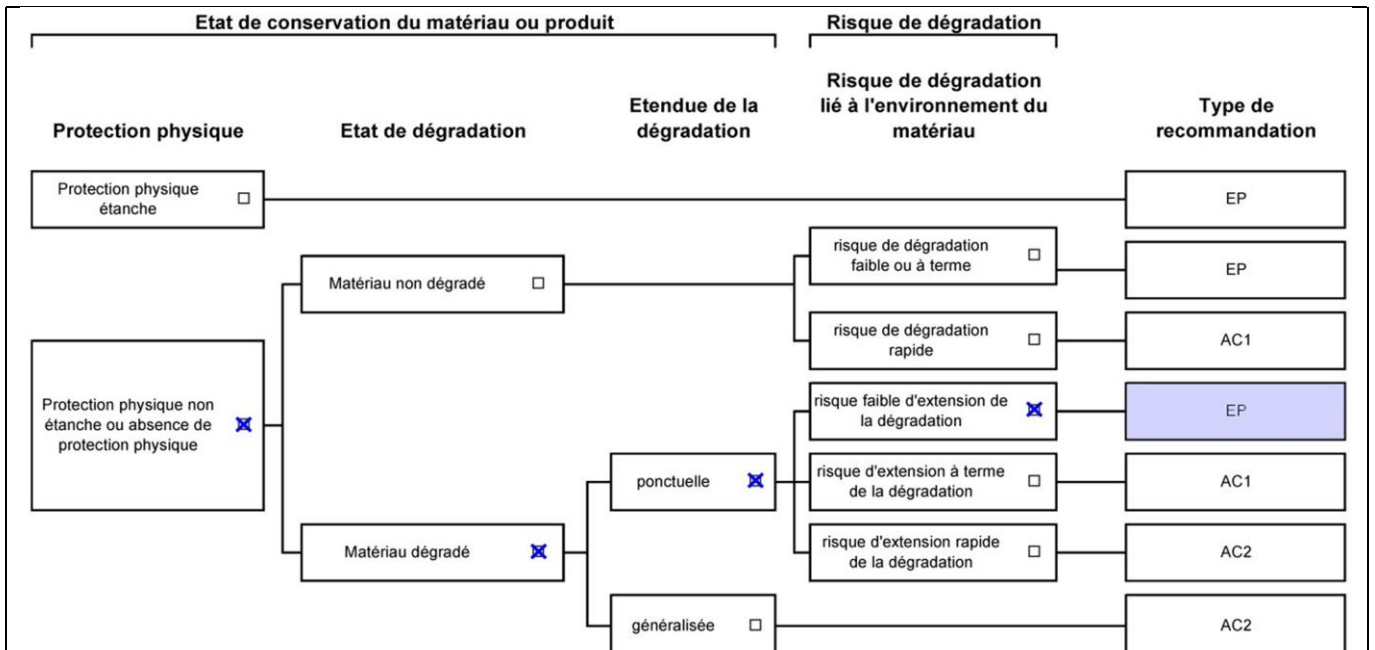 Etat de conservation du matériau ou produit
Risque de dégradation
Protection physique
Etat de dégradation
Etendue de la
dégradation
Risque de dégradation
lié à l'environnement du
matériau
Type de
recommandation
Protection physique
étanche
EP
risque de dégradation
faible ou à terme
EP
Matériau non dégradé
risque de dégradation
rapide
AC1
Protection physique non
étanche ou absence de
protection physique
risque faible d'extension de
la dégradation
EP
ponctuelle
risque d'extension à terme
de la dégradation
AC1
Matériau dégradé
risque d'extension rapide
de la dégradation
AC2
généralisée
AC2